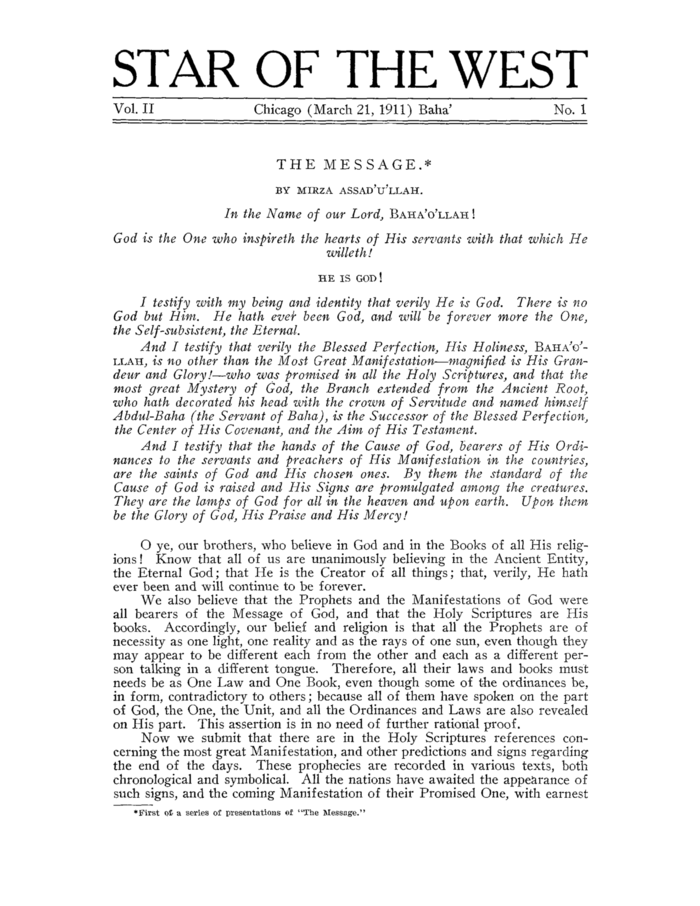 STAR OF THE WEST
Vol. II Chicago (March 21, 1911) Baha' No. 1
THE MESSAGE.*
BY MIRZA ASSAD'U'LLAH.
In the Name of our Lord, BAHA'O'LLAH!
God is the One who inspireth the hearts of His servants with that which He
willeth!
HE IS GOD!
I testify with my being and identity that verily He is God. There is no
God but Him. He hath ever been God, and will be forever more the One,
the Self-subsistent, the Eternal.
And I testify that verily the Blessed Perfection, His Holiness, BAHA'O'-
LLAH, is no other than the Most Great Manifestation—magnified is His Gran-
deur and Glory!—who was promised in all the Holy Scriptures, and that the
most great Mystery of God, the Branch extended from the Ancient Root,
who hath decorated his head with the crown of Servitude and named himself
Abdul-Baha (the Servant of Baha), is the Successor of the Blessed Perfection,
the Center of His Covenant, and the Aim of His Testament.
And I testify that the hands of the Cause of God, bearers of His Ordi-
nances to the servants and preachers of His Manifestation in the countries,
are the saints of God and His chosen ones. By them the standard of the
Cause of God is raised and His Signs are promulgated among the creatures.
They are the lamps of God for all in the heaven and upon earth. Upon them
be the Glory of God, His Praise and His Mercy!
O ye, our brothers, who believe in God and in the Books of all His relig-
ions! Know that all of us are unanimously believing in the Ancient Entity,
the Eternal God; that He is the Creator of all things; that, verily, He hath
ever been and will continue to be forever.
We also believe that the Prophets and the Manifestations of God were
all bearers of the Message of God, and that the Holy Scriptures are His
books. Accordingly, our belief and religion is that all the Prophets are of
necessity as one light, one reality and as the rays of one sun, even though they
may appear to be different each from the other and each as a different per-
son talking in a different tongue. Therefore, all their laws and books must
needs be as One Law and One Book, even though some of the ordinances be,
in form, contradictory to others; because all of them have spoken on the part
of God, the One, the Unit, and all the Ordinances and Laws are also revealed
on His part. This assertion is in no need of further rational proof.
Now we submit that there are in the Holy Scriptures references con-
cerning the most great Manifestation, and other predictions and signs regarding
the end of the days. These prophecies are recorded in various texts, both
chronological and symbolical. All the nations have awaited the appearance of
such signs, and the coming Manifestation of their Promised One, with earnest
*First of a series of presentations of "The Message."